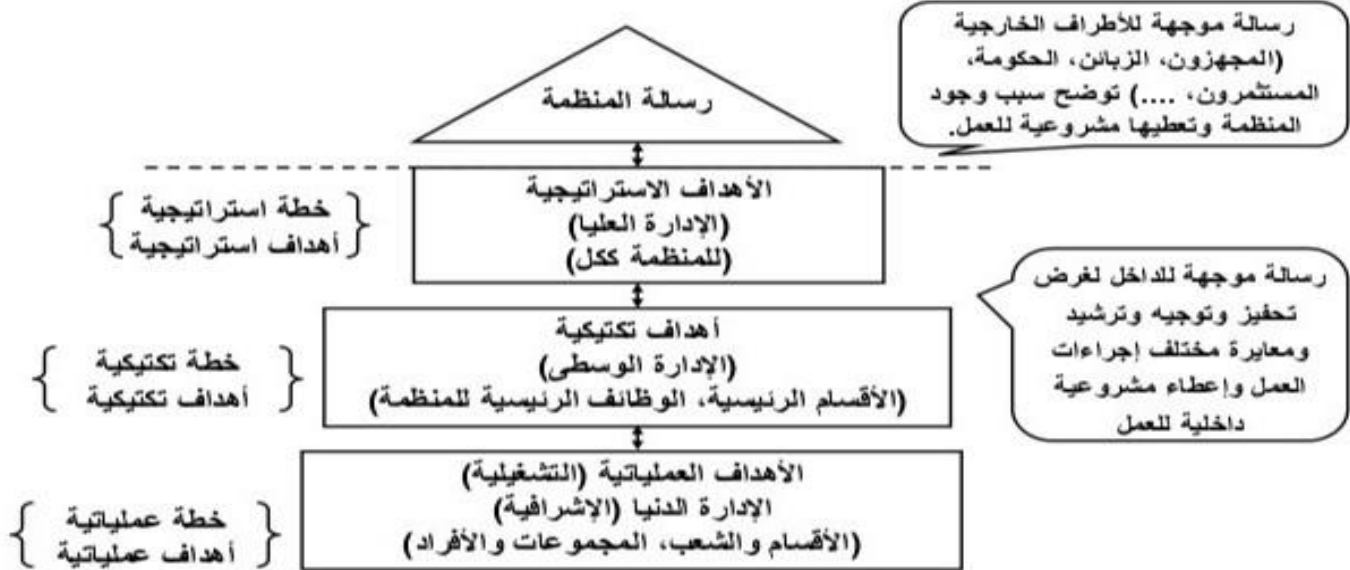 رسالة موجهة للأطراف الخارجية
(المجهزون، الزبائن، الحكومة،
المستثمرون، ....) توضح سبب وجود
المنظمة وتعطيها مشروعية للعمل.
رسالة المنظمة
الأهداف الاستراتيجية
(الإدارة العليا)
(للمنظمة ككل)
خطة استراتيجية
أهداف استراتيجية
رسالة موجهة للداخل لغرض
تحفيز وتوجيه وترشيد
ومعايرة مختلف إجراءات
العمل وإعطاء مشروعية
داخلية للعمل
أهداف تكتيكية
(الإدارة الوسطى)
(الأقسام الرئيسية، الوظائف الرئيسية للمنظمة)
خطة تكتيكية
أهداف تكتيكية
الأهداف العملياتية (التشغيلية)
الإدارة الدنيا (الإشرافية)
(الأقسام والشعب، المجموعات والأفراد)
خطة عملياتية
أهداف عملياتية